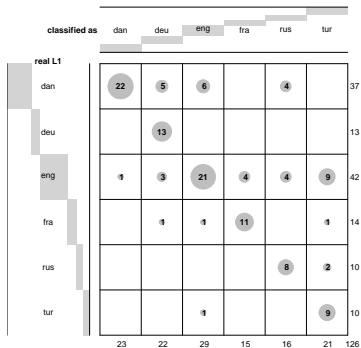 classified as dan deu eng fra rus tur
real L1
dan 22 5 6 4 37
deu 13 13
eng 1 3 21 4 4 9 42
fra 1 1 11 1 14
rus 8 2 10
tur 1 9 10
23 22 29 15 16 21 126